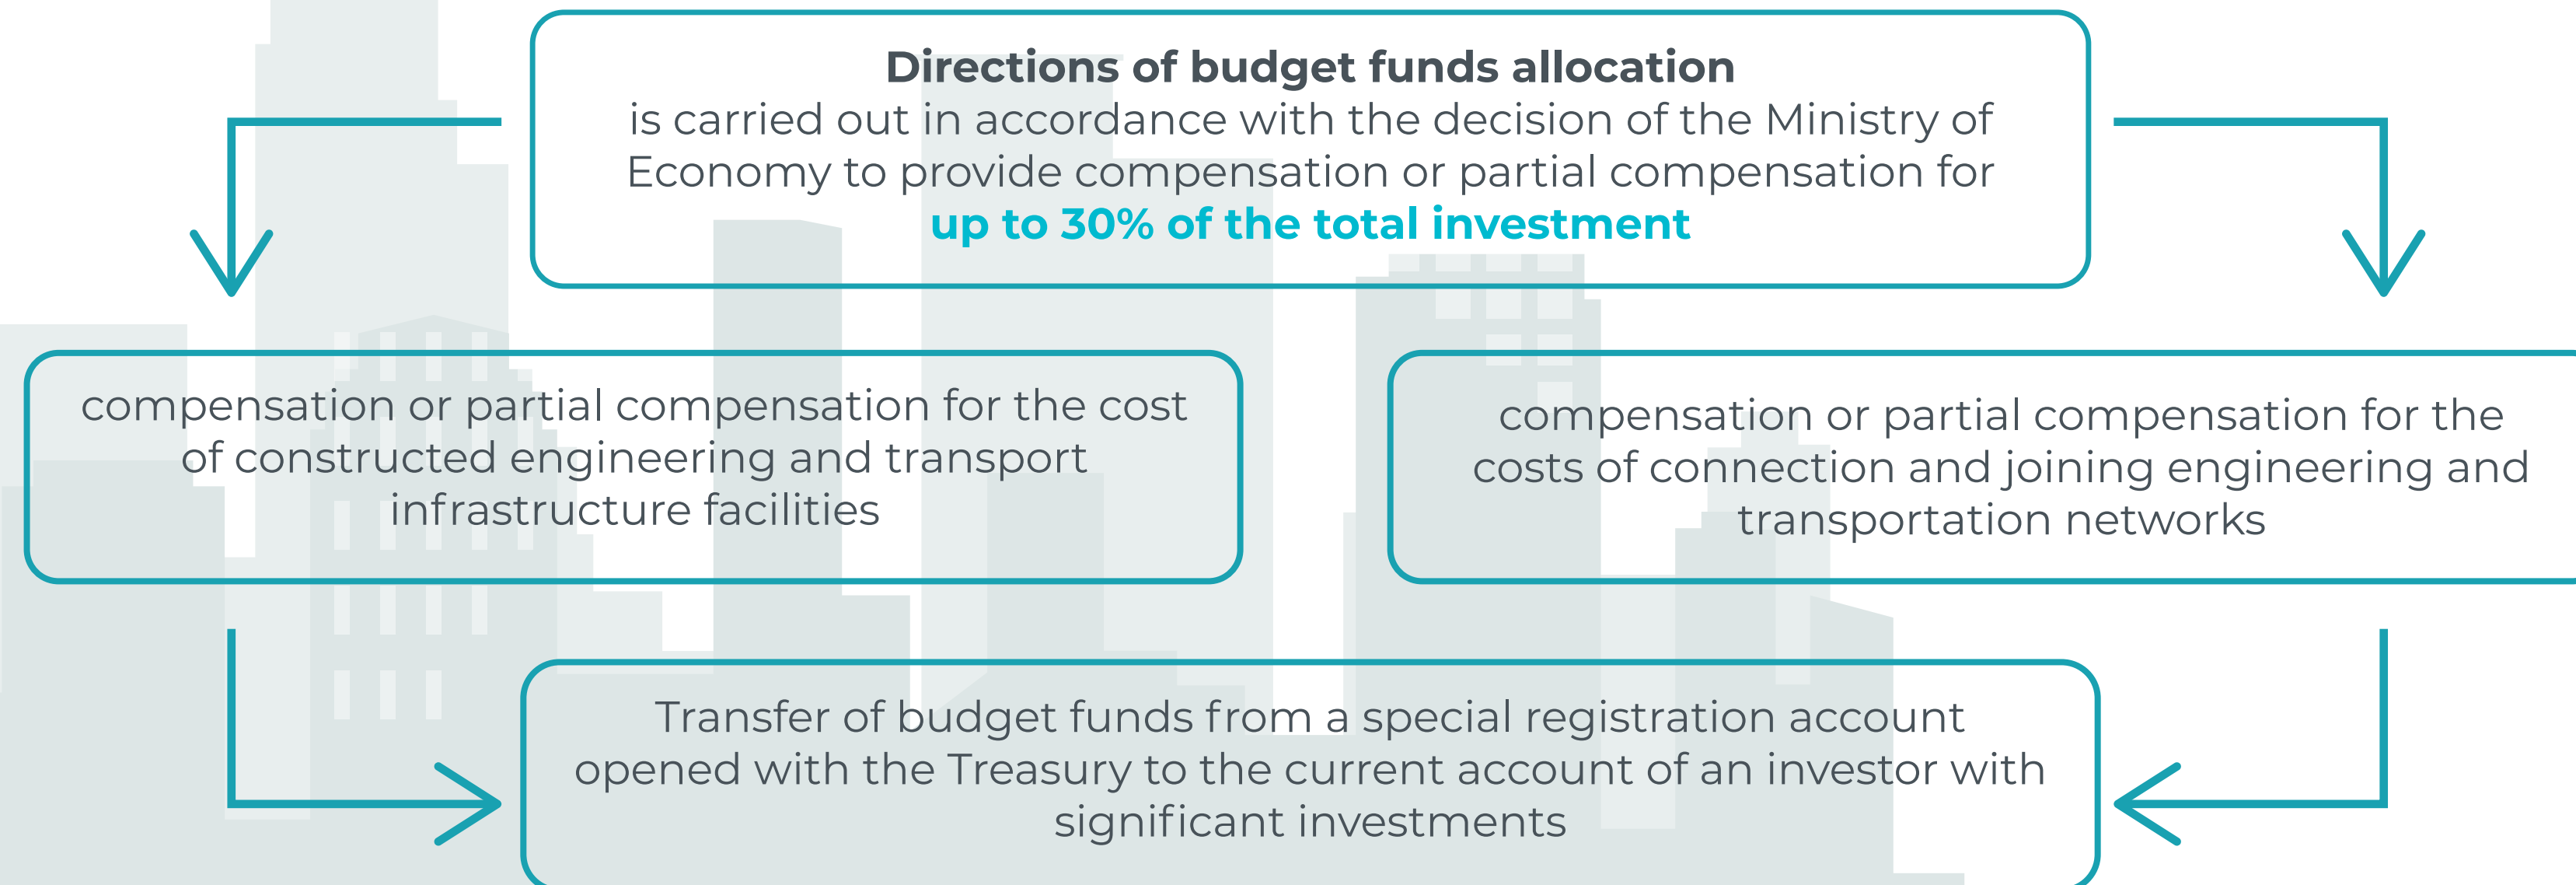 Directions of budget funds allocation
is carried out in accordance with the decision of the Ministry of
Economy to provide compensation or partial compensation for
up to 30% of the total investment
compensation or partial compensation for the cost
of constructed engineering and transport
infrastructure facilities
compensation or partial compensation for the
costs of connection and joining engineering and
transportation networks
Transfer of budget funds from a special registration account
opened with the Treasury to the current account of an investor with
significant investments